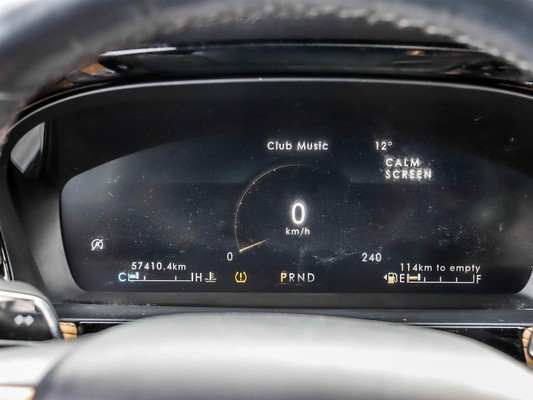 Club Music
12°
CALM
SCREEN
0
km/h
0
240
57410.4km
114km to empty
C H
PRND
E F